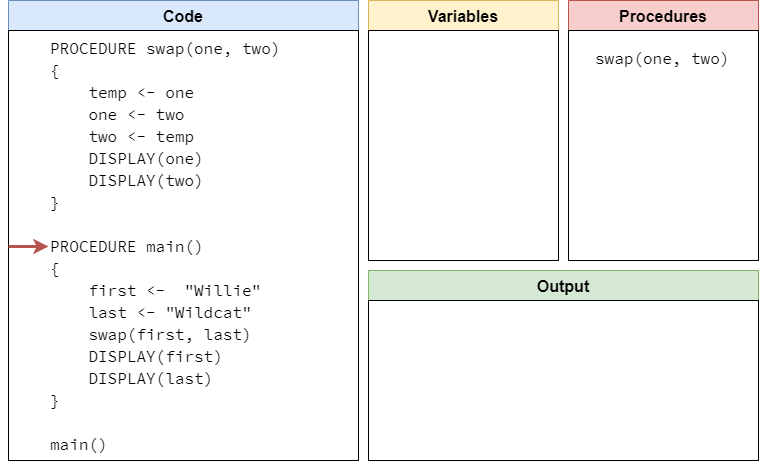 Code
PROCEDURE swap(one, two)
{
    temp <- one
    one <- two
    two <- temp
    DISPLAY(one)
    DISPLAY(two)
}
PROCEDURE main()
{
    first <-  "Willie"
    last <- "Wildcat"
    swap(first, last)
    DISPLAY(first)
    DISPLAY(last)
}
main()
Variables
Procedures
swap(one, two)
Output